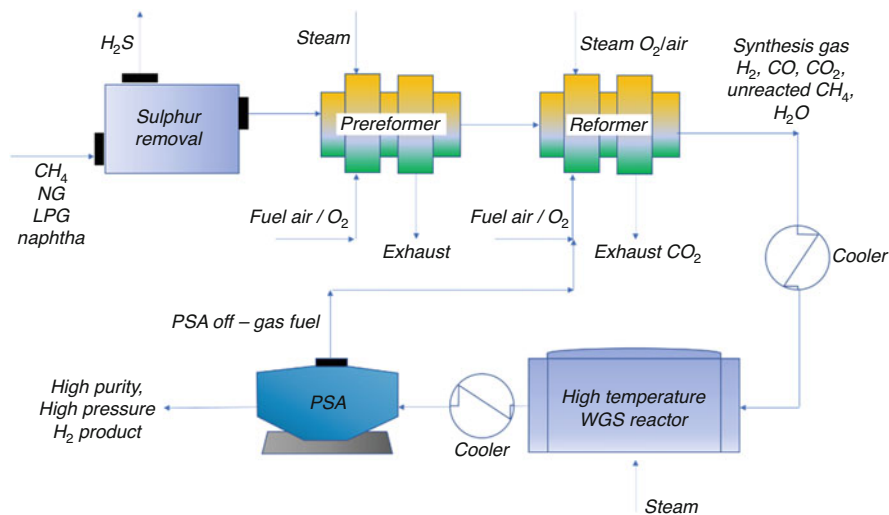 H₂S
Steam
Steam O₂/air
Synthesis gas
H₂, CO, CO₂,
unreacted CH₄,
H₂O
Sulphur
removal
Prereformer
Reformer
CH₄
NG
LPG
naphtha
Fuel air / O₂
Exhaust
Fuel air / O₂
Exhaust CO₂
Cooler
PSA off – gas fuel
High purity,
High pressure
H₂ product
PSA
Cooler
High temperature
WGS reactor
Steam